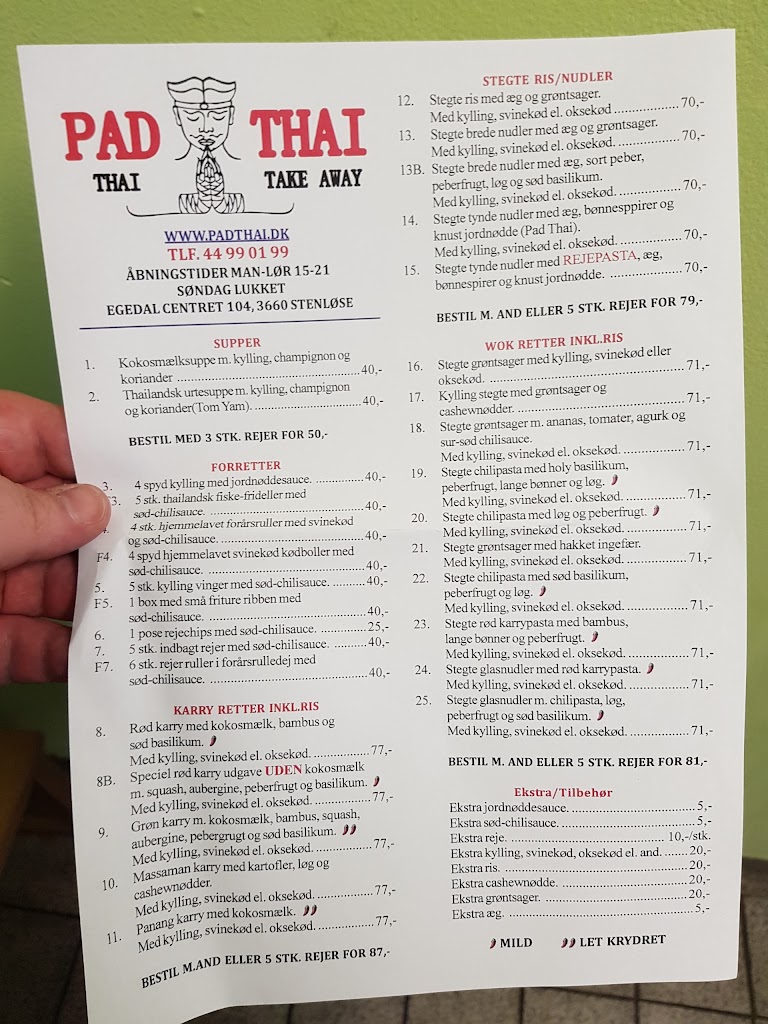 PAD THAI
THAI TAKE AWAY
WWW.PADTHAI.DK
TLF. 44 99 01 99
ÅBNINGSTIDER MAN-LØR 15-21
SØNDAG LUKKET
EGEDAL CENTRET 104, 3660 STENLØSE
SUPPER
1. Kokosmælksuppe m. kylling, champignon og
koriander 40,-
2. Thailandsk urtesuppe m. kylling, champignon
og koriander(Tom Yam). 40,-
BESTIL MED 3 STK. REJER FOR 50,-
FORRETTER
3. 4 spyd kylling med jordnøddesauce. 40,-
F3. 5 stk. thailandsk fiske-frideller med
sød-chilisauce. 40,-
4. 4 stk. hjemmelavet forårsruller med svinekød
og sød-chilisauce. 40,-
F4. 4 spyd hjemmelavet svinekød kødboller med
sød-chilisauce. 40,-
5. 5 stk. kylling vinger med sød-chilisauce. 40,-
F5. 1 box med små friture ribben med
sød-chilisauce. 40,-
6. 1 pose rejechips med sød-chilisauce. 25,-
7. 5 stk. indbagt rejer med sød-chilisauce. 40,-
F7. 6 stk. rejer ruller i forårsrulledej med
sød-chilisauce. 40,-
KARRY RETTER INKL.RIS
8. Rød karry med kokosmælk, bambus og
sød basilikum.
Med kylling, svinekød el. oksekød. 77,-
8B. Speciel rød karry udgave UDEN kokosmælk
m. squash, aubergine, peberfrugt og basilikum.
Med kylling, svinekød el. oksekød. 77,-
9. Grøn karry m. kokosmælk, bambus, squash,
aubergine, pebergrugt og sød basilikum.
Med kylling, svinekød el. oksekød. 77,-
10. Massaman karry med kartofler, løg og
cashewnødder.
Med kylling, svinekød el. oksekød. 77,-
11. Panang karry med kokosmælk.
Med kylling, svinekød el. oksekød. 77,-
BESTIL M.AND ELLER 5 STK. REJER FOR 87,-
STEGTE RIS/NUDLER
12. Stegte ris med æg og grøntsager.
Med kylling, svinekød el. oksekød 70,-
13. Stegte brede nudler med æg og grøntsager.
Med kylling, svinekød el. oksekød. 70,-
13B. Stegte brede nudler med æg, sort peber,
peberfrugt, løg og sød basilikum.
Med kylling, svinekød el. oksekød. 70,-
14. Stegte tynde nudler med æg, bønnesppirer og
knust jordnødde (Pad Thai).
Med kylling, svinekød el. oksekød. 70,-
15. Stegte tynde nudler med REJEPASTA, æg,
bønnespirer og knust jordnødde. 70,-
BESTIL M. AND ELLER 5 STK. REJER FOR 79,-
WOK RETTER INKL.RIS
16. Stegte grøntsager med kylling, svinekød eller
oksekød. 71,-
17. Kylling stegte med grøntsager og
cashewnødder. 71,-
18. Stegte grøntsager m. ananas, tomater, agurk og
sur-sød chilisauce.
Med kylling, svinekød el. oksekød. 71,-
19. Stegte chilipasta med holy basilikum,
peberfrugt, lange bønner og løg.
Med kylling, svinekød el. oksekød. 71,-
20. Stegte chilipasta med løg og peberfrugt.
Med kylling, svinekød el. oksekød. 71,-
21. Stegte grøntsager med hakket ingefær.
Med kylling, svinekød el. oksekød. 71,-
22. Stegte chilipasta med sød basilikum,
peberfrugt og løg.
Med kylling, svinekød el. oksekød. 71,-
23. Stegte rød karrypasta med bambus,
lange bønner og peberfrugt.
Med kylling, svinekød el. oksekød. 71,-
24. Stegte glasnudler med rød karrypasta.
Med kylling, svinekød el. oksekød. 71,-
25. Stegte glasnudler m. chilipasta, løg,
peberfrugt og sød basilikum.
Med kylling, svinekød el. oksekød. 71,-
BESTIL M. AND ELLER 5 STK. REJER FOR 81,-
Ekstra/Tilbehør
Ekstra jordnøddesauce. 5,-
Ekstra sød-chilisauce. 5,-
Ekstra reje. 10,-/stk.
Ekstra kylling, svinekød, oksekød el. and. 20,-
Ekstra ris. 20,-
Ekstra cashewnødde. 20,-
Ekstra grøntsager. 20,-
Ekstra æg. 5,-
MILD LET KRYDRET